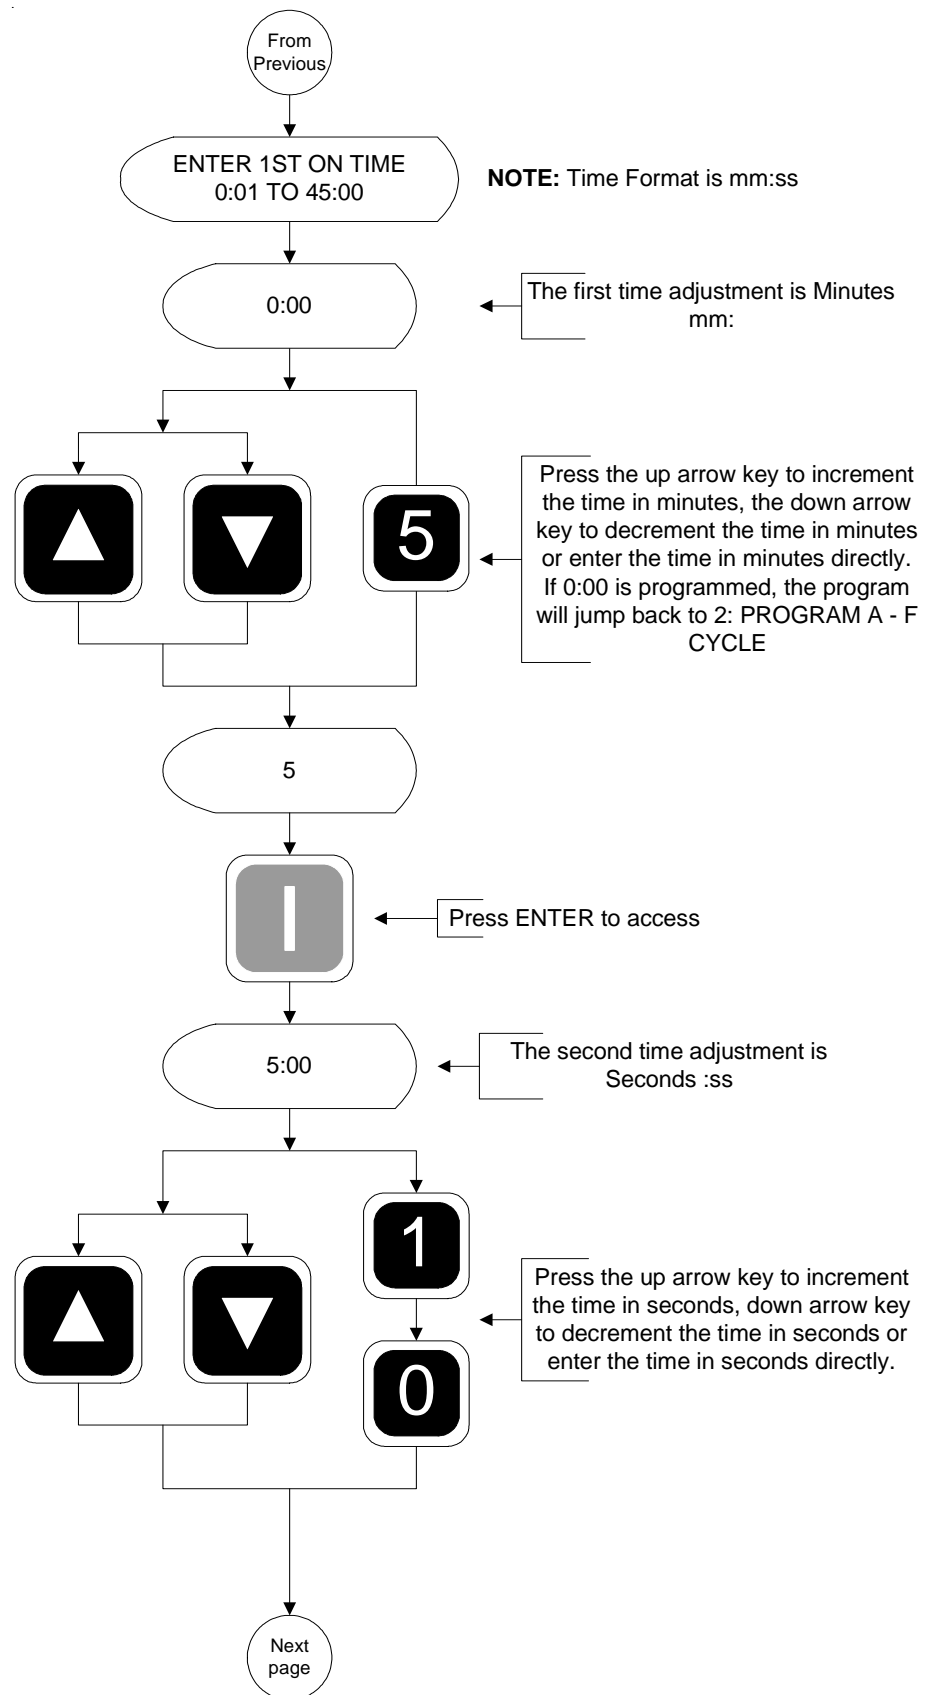 From
Previous
ENTER 1ST ON TIME
0:01 TO 45:00
NOTE: Time Format is mm:ss
0:00
The first time adjustment is Minutes
mm:
5
Press the up arrow key to increment
the time in minutes, the down arrow
key to decrement the time in minutes
or enter the time in minutes directly.
If 0:00 is programmed, the program
will jump back to 2: PROGRAM A - F
CYCLE
5
Press ENTER to access
5:00
The second time adjustment is
Seconds :ss
1
0
Press the up arrow key to increment
the time in seconds, down arrow key
to decrement the time in seconds or
enter the time in seconds directly.
Next
page